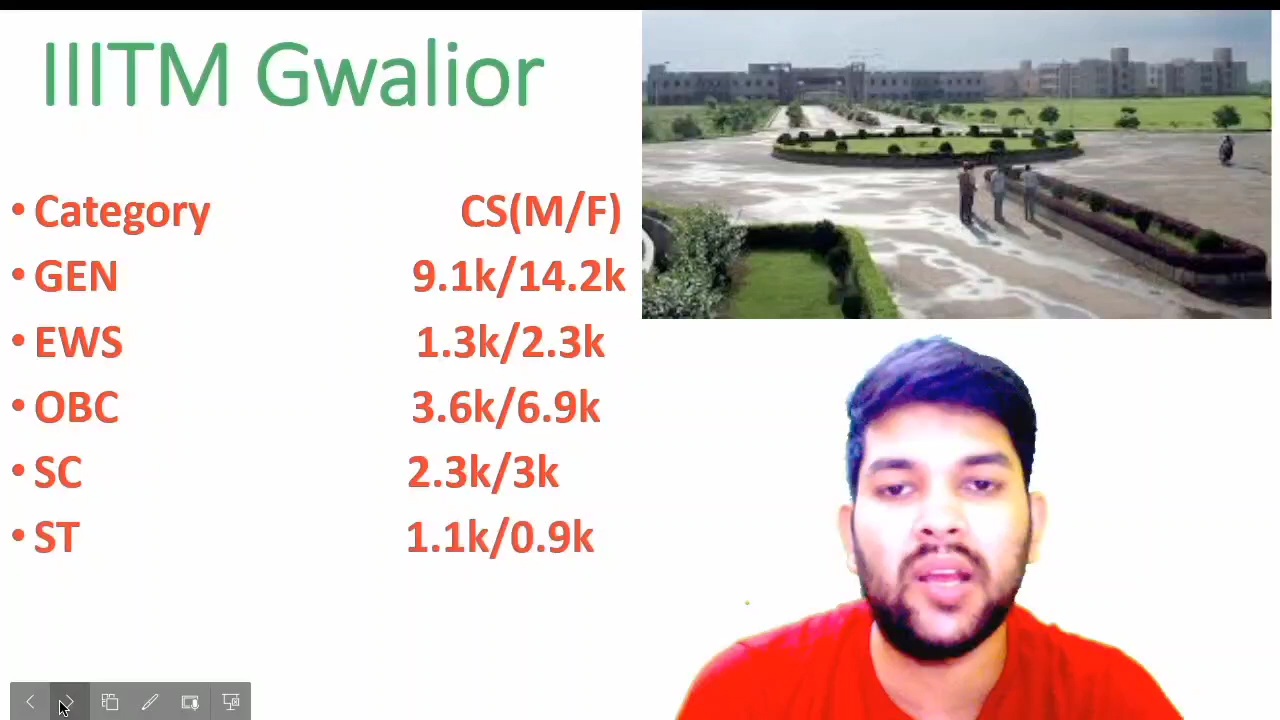 IIITM Gwalior
• Category CS(M/F)
• GEN 9.1k/14.2k
• EWS 1.3k/2.3k
• OBC 3.6k/6.9k
• SC 2.3k/3k
• ST 1.1k/0.9k